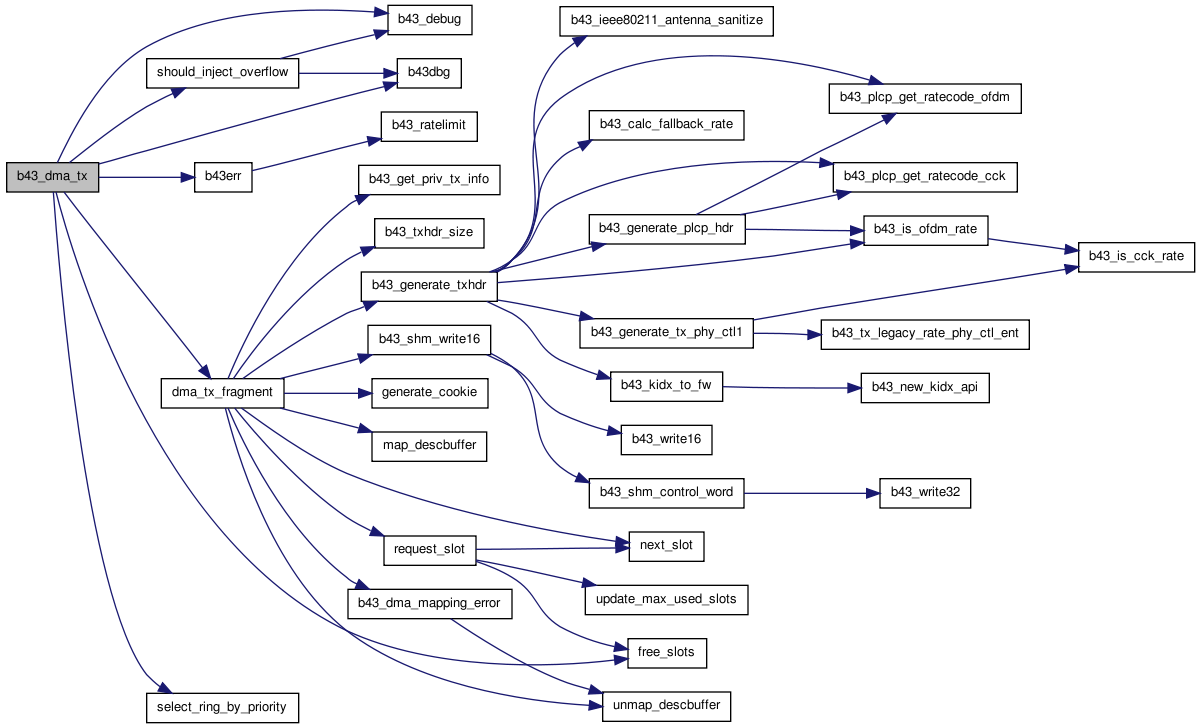 b43_dma_tx
b43_debug
should_inject_overflow
b43dbg
b43_ratelimit
b43err
b43_get_priv_tx_info
b43_txhdr_size
b43_generate_txhdr
b43_shm_write16
dma_tx_fragment
generate_cookie
map_descbuffer
request_slot
b43_dma_mapping_error
select_ring_by_priority
b43_ieee80211_antenna_sanitize
b43_plcp_get_ratecode_ofdm
b43_calc_fallback_rate
b43_plcp_get_ratecode_cck
b43_generate_plcp_hdr
b43_is_ofdm_rate
b43_is_cck_rate
b43_generate_tx_phy_ctl1
b43_tx_legacy_rate_phy_ctl_ent
b43_kidx_to_fw
b43_new_kidx_api
b43_write16
b43_shm_control_word
b43_write32
next_slot
update_max_used_slots
free_slots
unmap_descbuffer